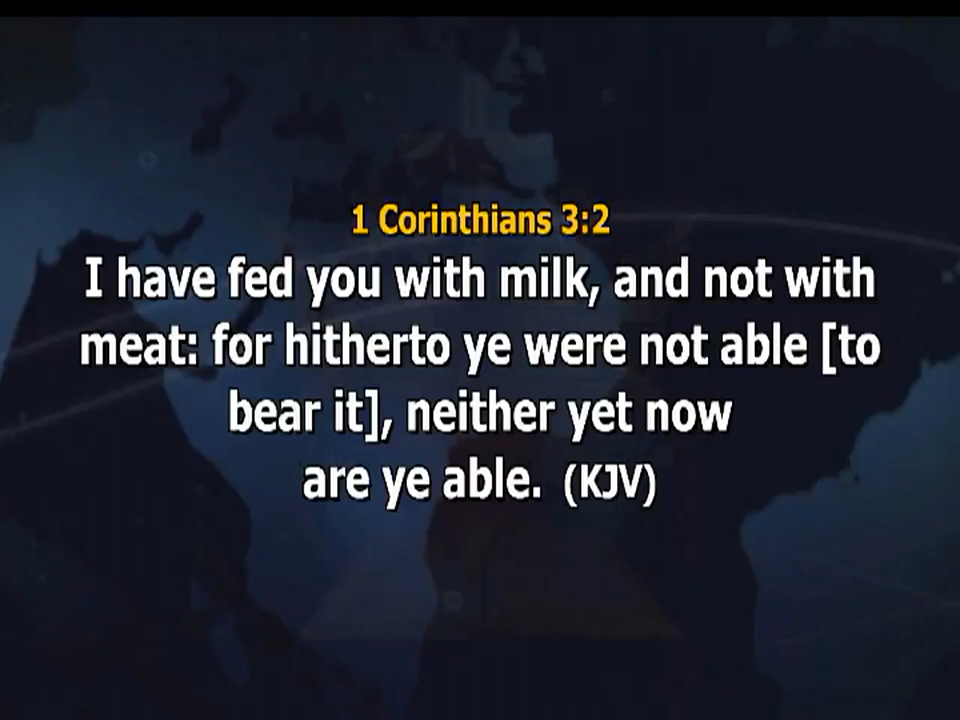 1 Corinthians 3:2
I have fed you with milk, and not with
meat: for hitherto ye were not able [to
bear it], neither yet now
are ye able. (KJV)